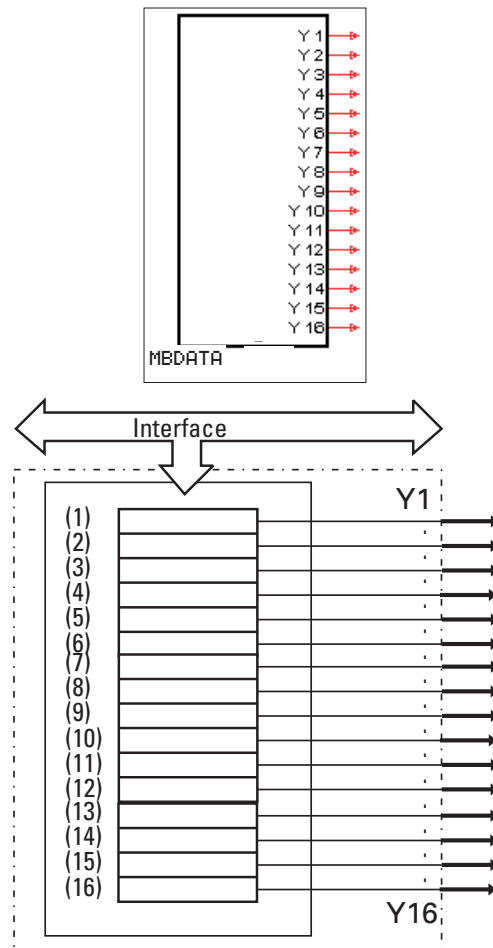 Y 1
Y 2
Y 3
Y 4
Y 5
Y 6
Y 7
Y 8
Y 9
Y 10
Y 11
Y 12
Y 13
Y 14
Y 15
Y 16
MBDATA
Interface
Y1
(1)
(2)
(3)
(4)
(5)
(6)
(7)
(8)
(9)
(10)
(11)
(12)
(13)
(14)
(15)
(16)
Y16